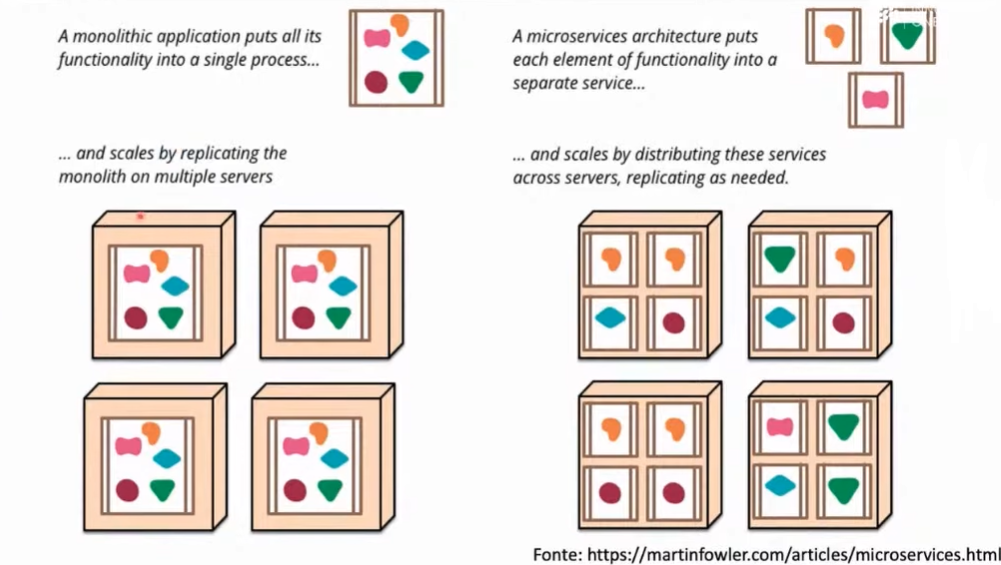 A monolithic application puts all its
functionality into a single process...
... and scales by replicating the
monolith on multiple servers
A microservices architecture puts
each element of functionality into a
separate service...
... and scales by distributing these services
across servers, replicating as needed.
Fonte: https://martinfowler.com/articles/microservices.html